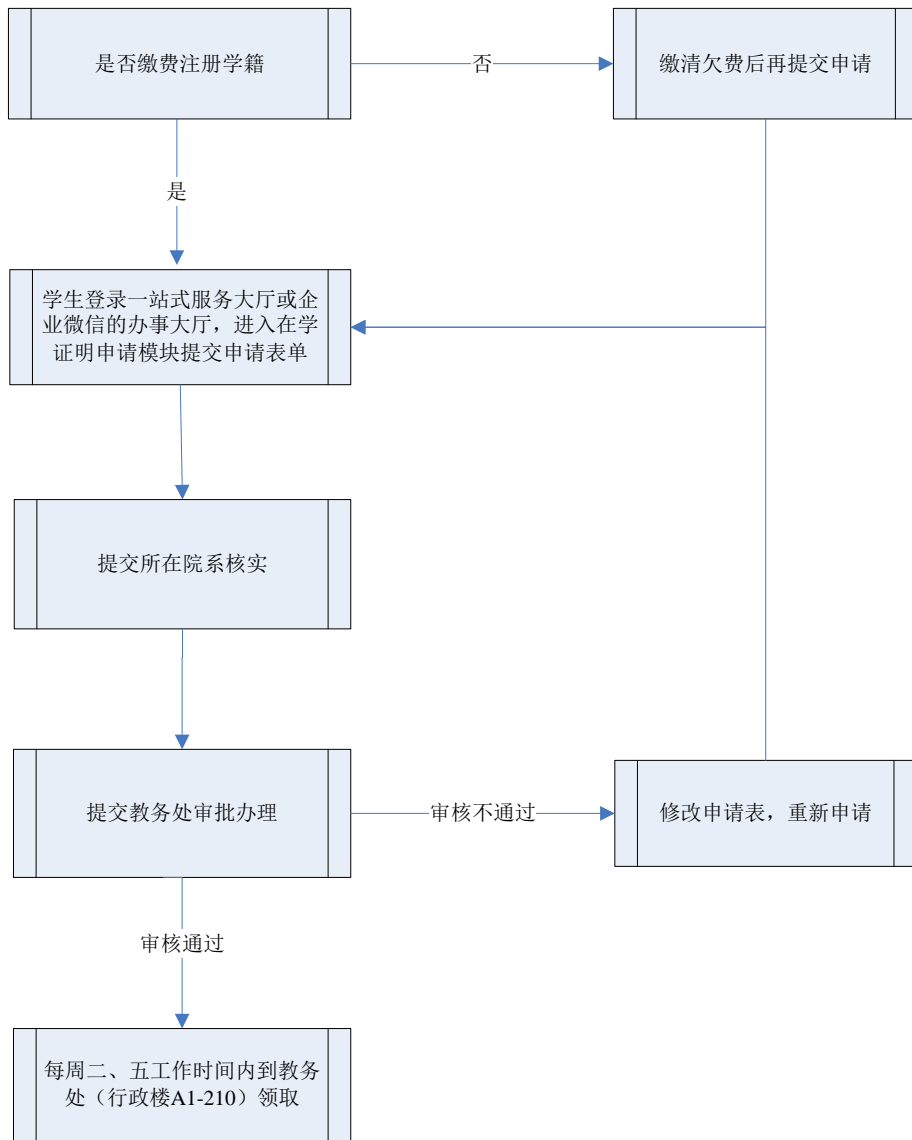 是否缴费注册学籍
否
缴清欠费后再提交申请
是
学生登录一站式服务大厅或企
业微信的办事大厅，进入在学
证明申请模块提交申请表单
提交所在院系核实
提交教务处审批办理
审核不通过
修改申请表，重新申请
审核通过
每周二、五工作时间内到教务
处（行政楼A1-210）领取